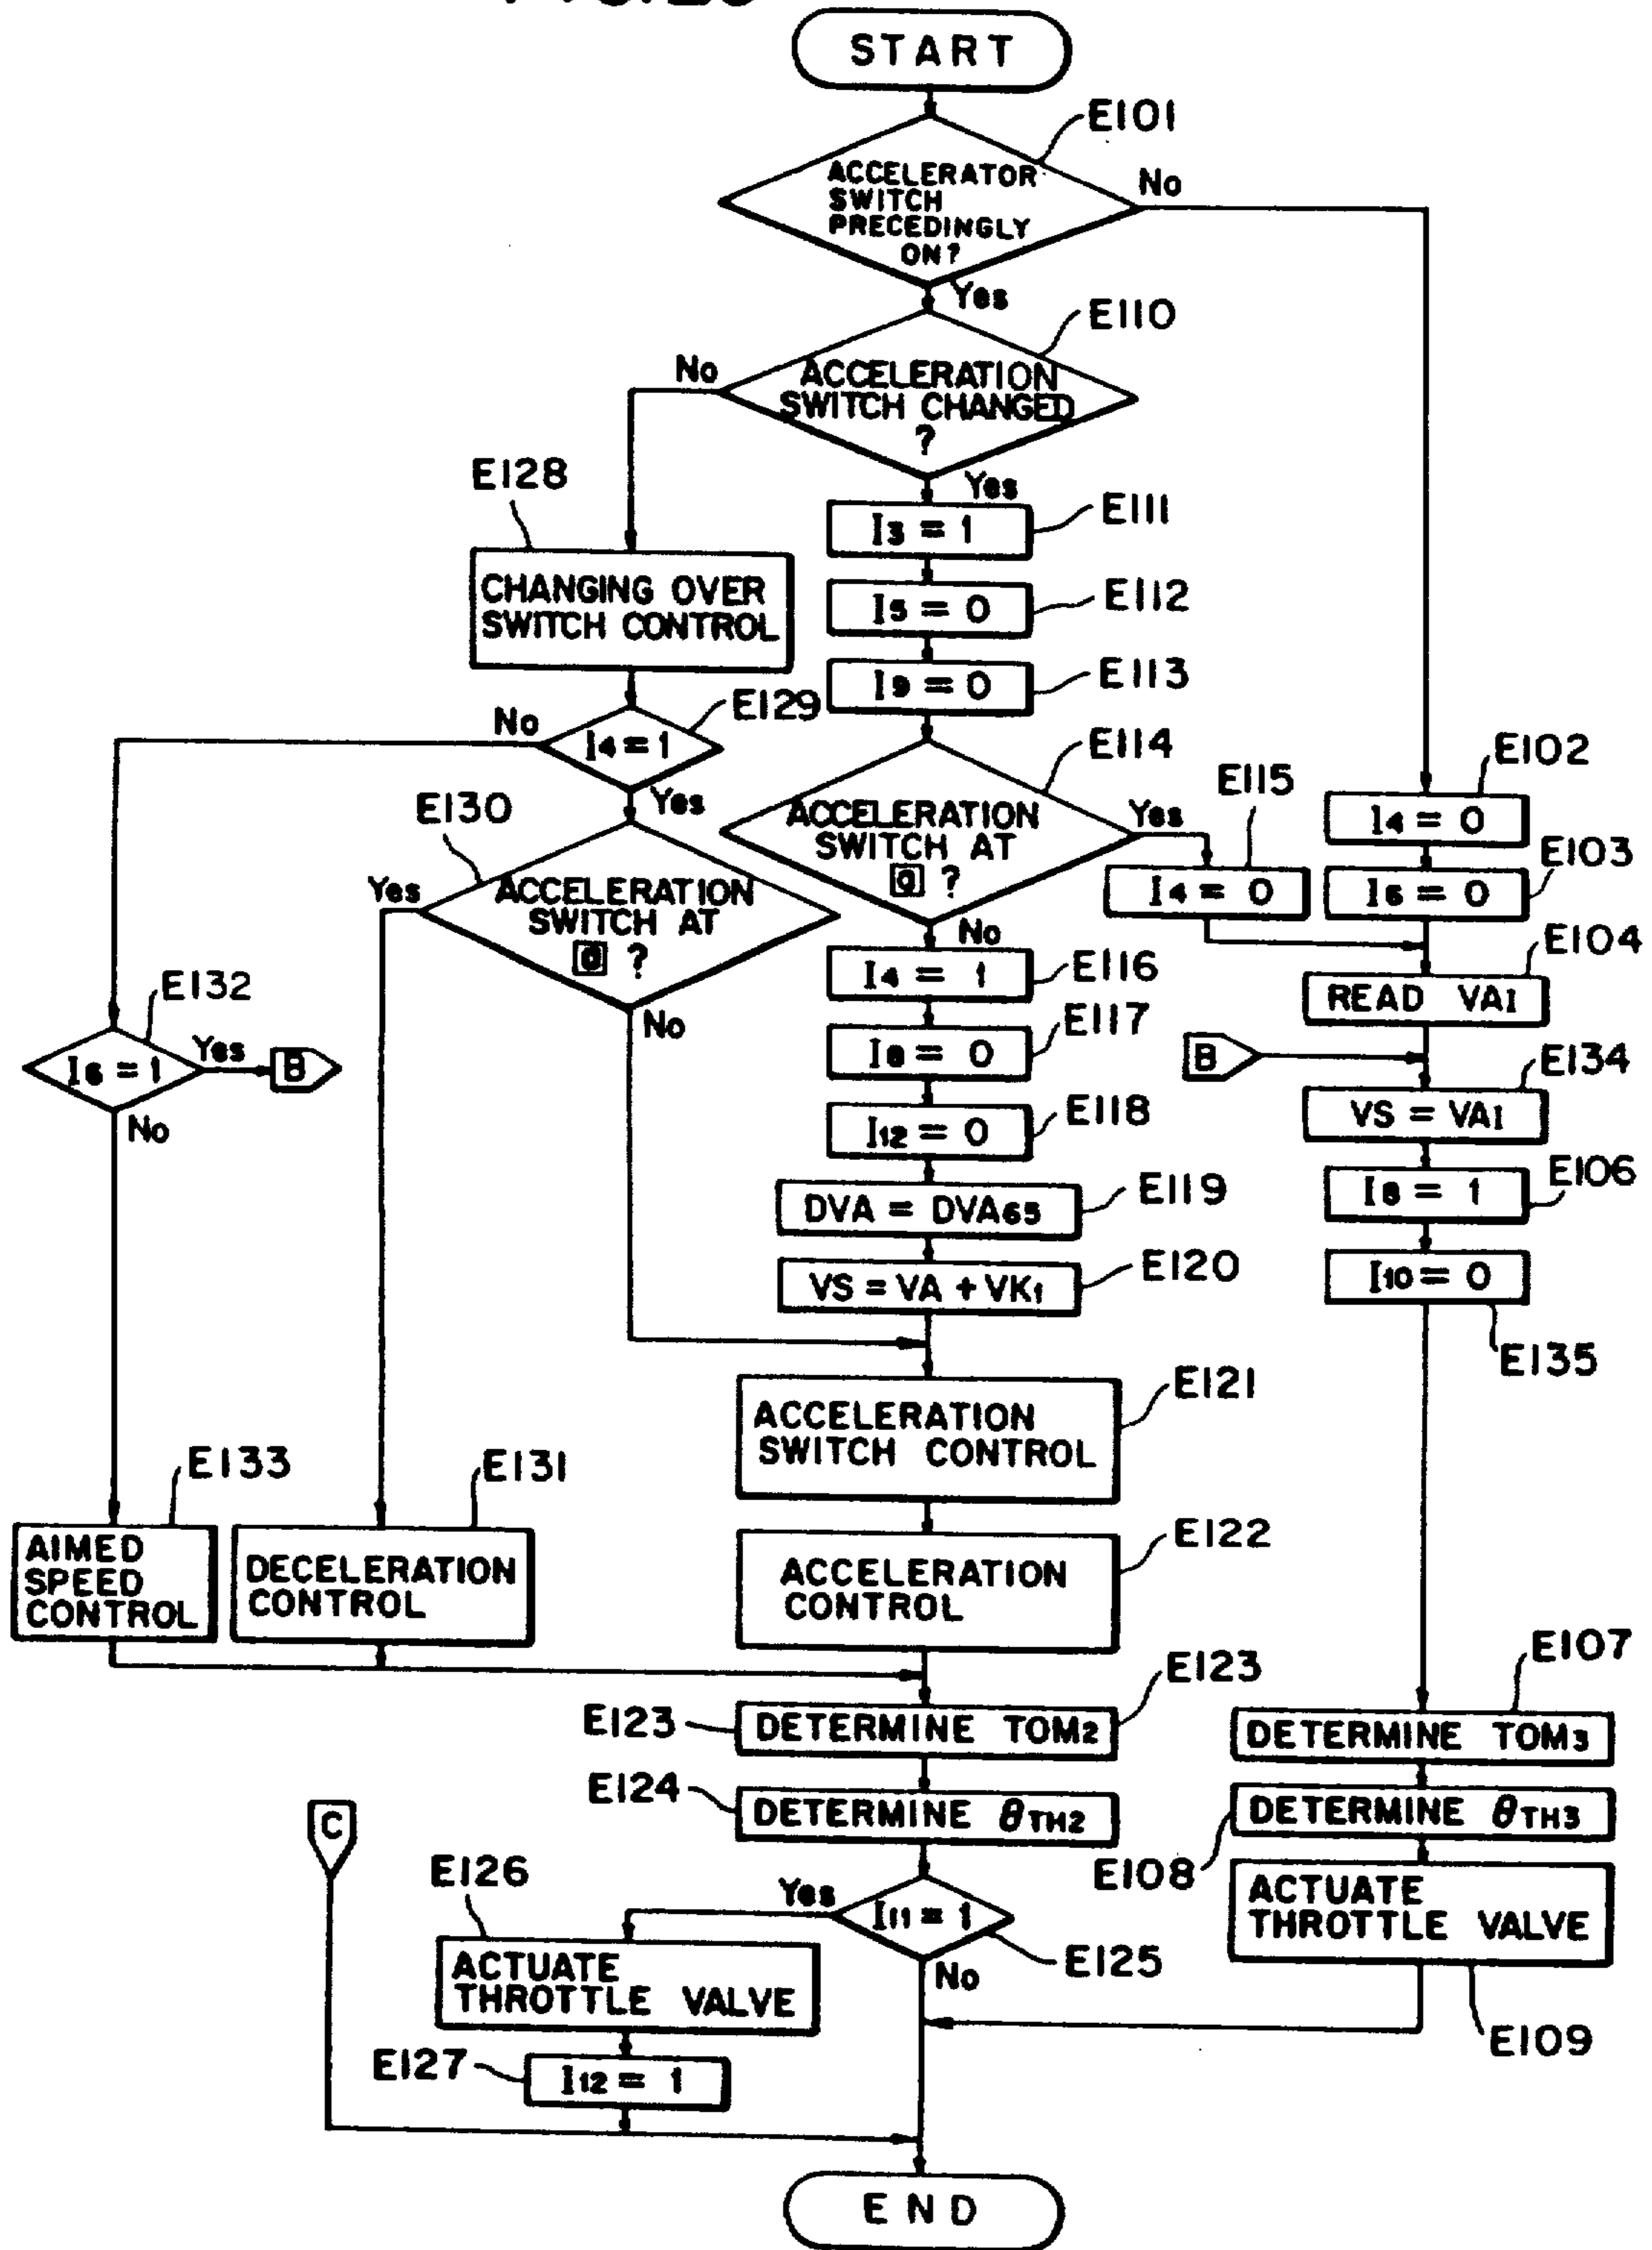 START
E101
ACCELERATOR
SWITCH
PRECEDINGLY
ON?
No
Yes
E110
ACCELERATION
SWITCH CHANGED
?
No
Yes
E128
CHANGING OVER
SWITCH CONTROL
I3 = 1
E111
I5 = 0
E112
I9 = 0
E113
E129
I4 = 1
No
Yes
E114
ACCELERATION
SWITCH AT
0 ?
Yes
No
E115
I4 = 0
E102
I4 = 0
E103
I6 = 0
E104
READ VAI
E130
ACCELERATION
SWITCH AT
0 ?
Yes
No
I4 = 1
E116
I8 = 0
E117
I12 = 0
E118
DVA = DVA65
E119
VS = VA + VK1
E120
E132
I6 = 1
Yes
B
No
B
E134
VS = VAI
E106
I8 = 1
I10 = 0
E135
E121
ACCELERATION
SWITCH CONTROL
E133
AIMED
SPEED
CONTROL
E131
DECELERATION
CONTROL
E122
ACCELERATION
CONTROL
E123
E123
DETERMINE TOM2
E107
DETERMINE TOM3
E124
DETERMINE θTH2
DETERMINE θTH3
E108
C
E126
Yes
I11 = 1
E125
No
ACTUATE
THROTTLE VALVE
ACTUATE
THROTTLE VALVE
E109
E127
I12 = 1
END